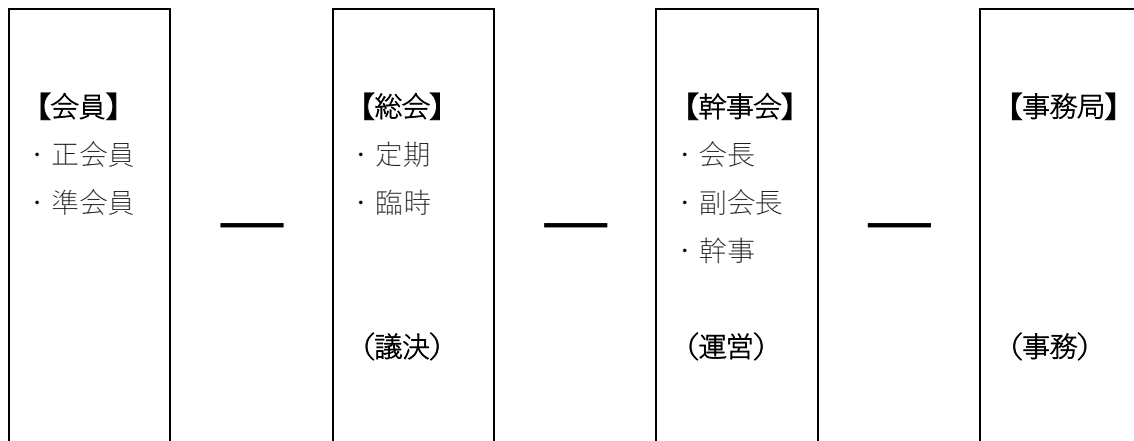 【会員】
・正会員
・準会員
【総会】
・定期
・臨時
（議決）
【幹事会】
・会長
・副会長
・幹事
（運営）
【事務局】
（事務）